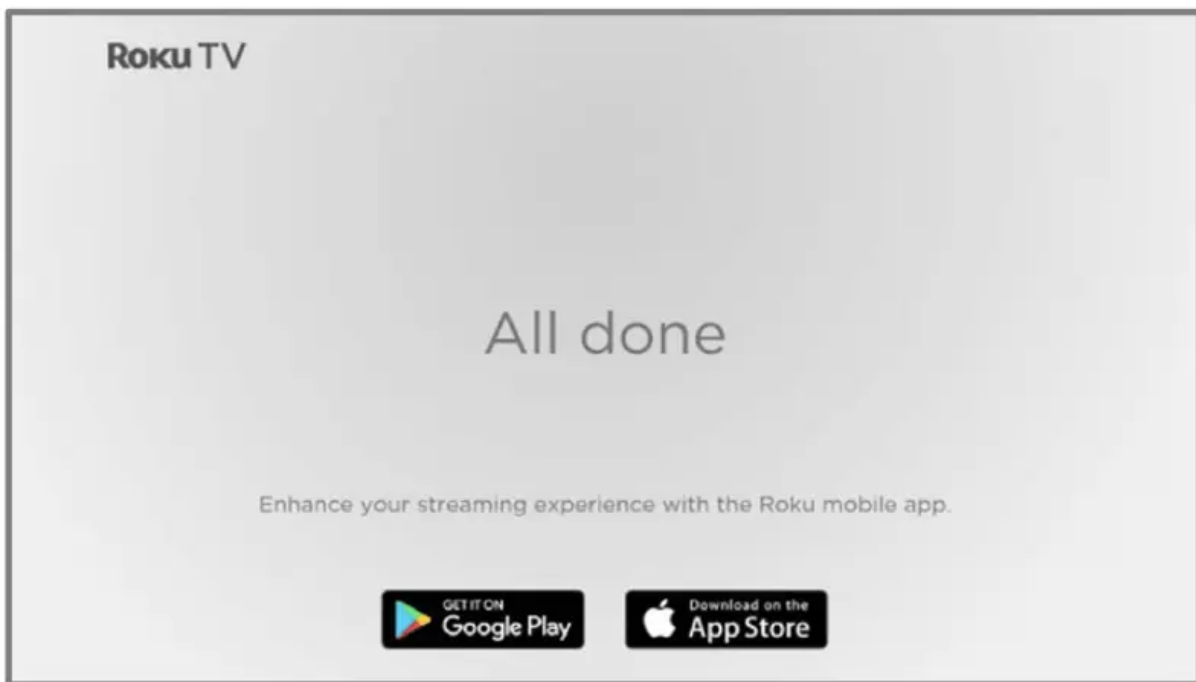 Roku TV
All done
Enhance your streaming experience with the Roku mobile app.
GET IT ON
Google Play
Download on the
App Store